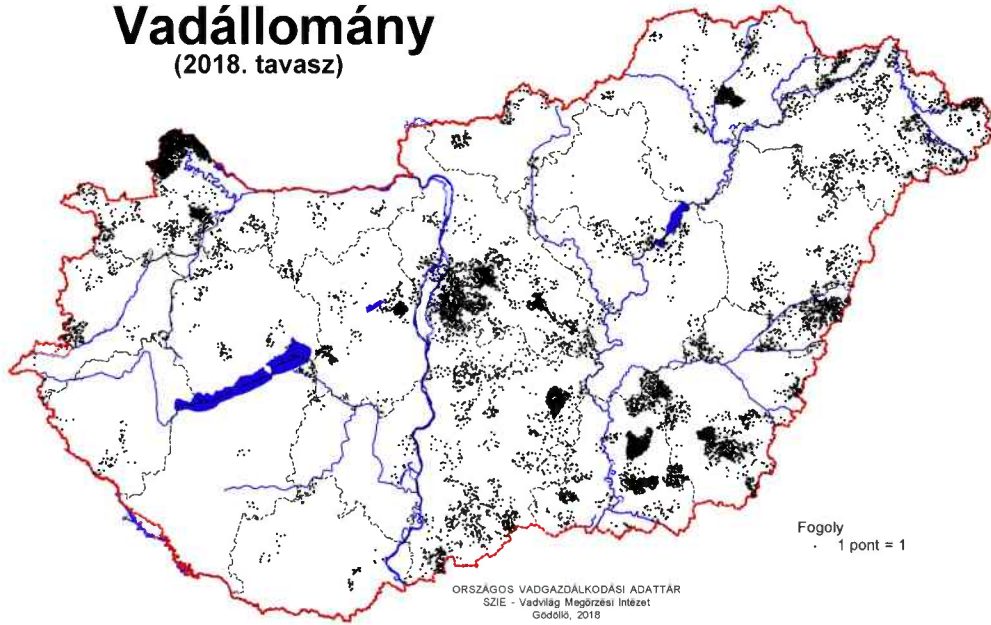 Vadállomány
(2018. tavasz)
Fogoly
. 1 pont = 1
ORSZÁGOS VADGAZDÁLKODÁSI ADATTÁR
SZIE - Vadvilág Megőrzési Intézet
Gödöllő, 2018